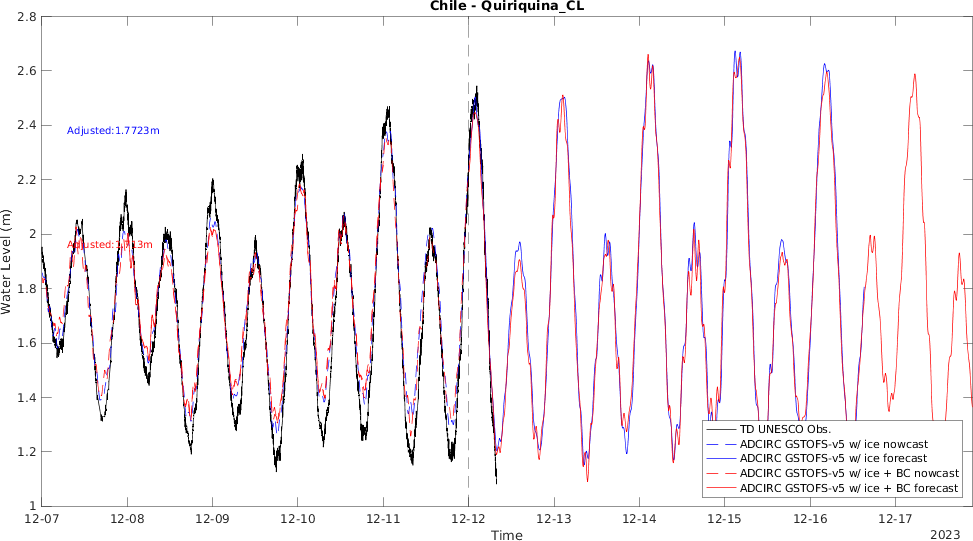 Chile - Quiriquina_CL
2.8
2.6
2.4
2.2
2
1.8
1.6
1.4
1.2
1
Water Level (m)
Adjusted:1.7723m
TD UNESCO Obs.
ADCIRC GSTOFS-v5 w/ ice nowcast
ADCIRC GSTOFS-v5 w/ ice forecast
ADCIRC GSTOFS-v5 w/ ice + BC nowcast
ADCIRC GSTOFS-v5 w/ ice + BC forecast
12-07 12-08 12-09 12-10 12-11 12-12 12-13 12-14 12-15 12-16 12-17
Time
2023